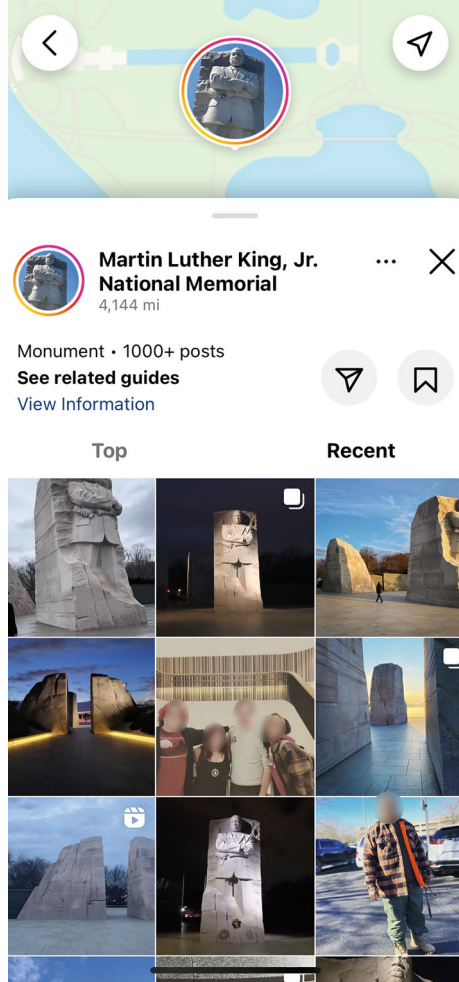 Martin Luther King, Jr.
National Memorial
4,144 mi
Monument • 1000+ posts
See related guides
View Information
Top
Recent